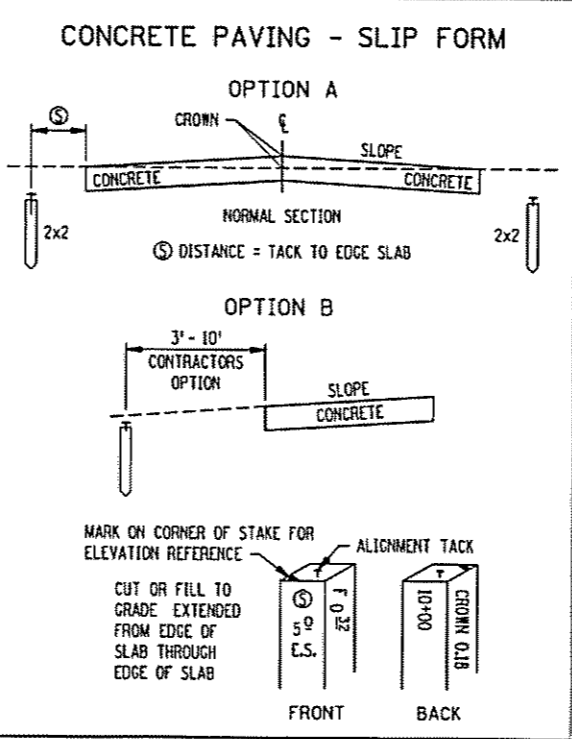 CONCRETE PAVING - SLIP FORM
OPTION A
Ⓢ
CROWN
℄
SLOPE
CONCRETE
CONCRETE
2x2
NORMAL SECTION
2x2
Ⓢ DISTANCE = TACK TO EDGE SLAB
OPTION B
3' - 10'
CONTRACTORS
OPTION
SLOPE
CONCRETE
MARK ON CORNER OF STAKE FOR
ELEVATION REFERENCE
ALIGNMENT TACK
CUT OR FILL TO
GRADE EXTENDED
FROM EDGE OF
SLAB THROUGH
EDGE OF SLAB
Ⓢ
5⁰
E.S.
F 0³²
10+00
CROWN 0.18
FRONT
BACK